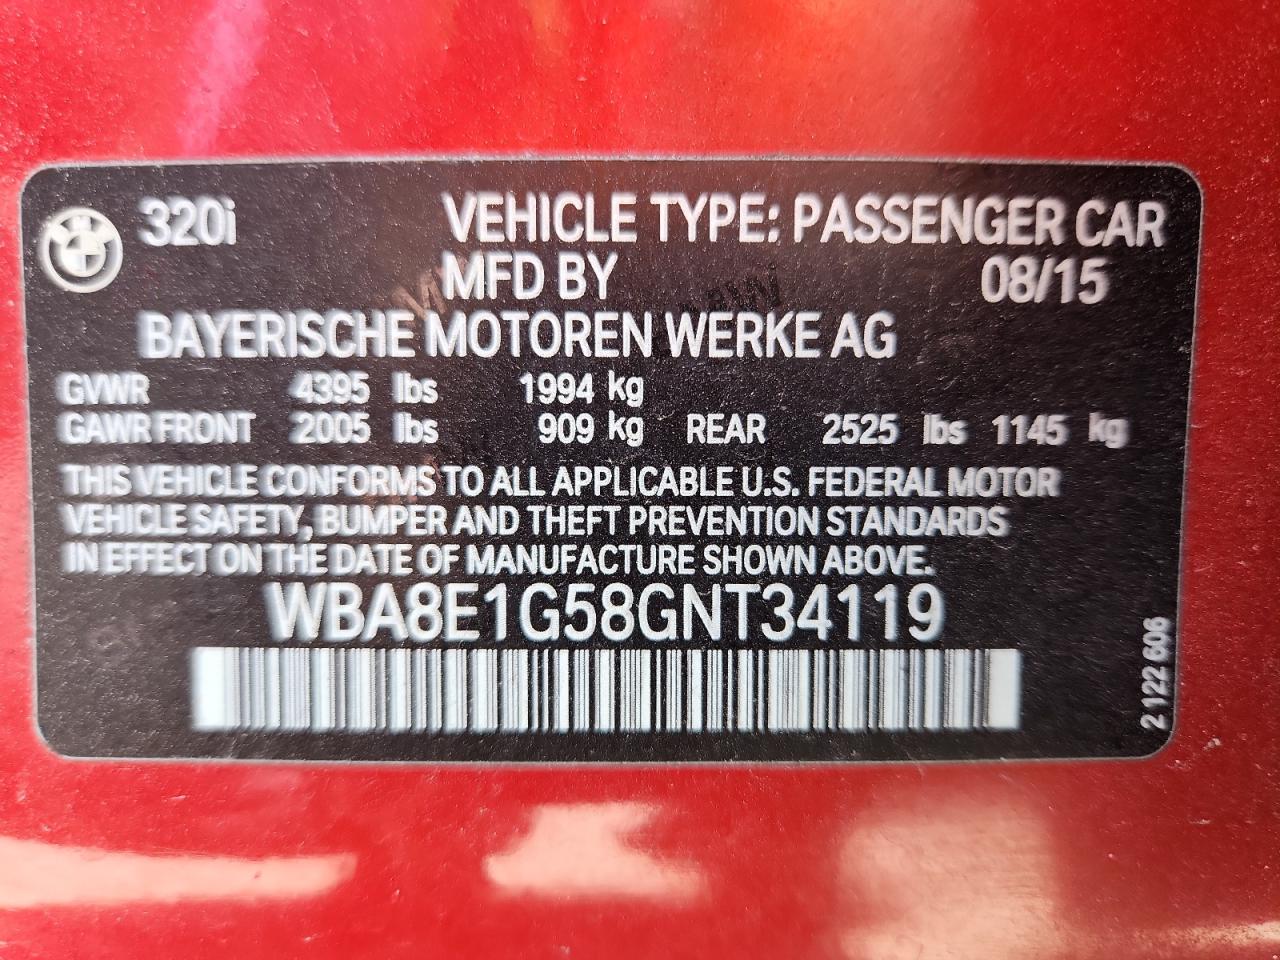 320i VEHICLE TYPE: PASSENGER CAR
MFD BY 08/15
BAYERISCHE MOTOREN WERKE AG
GVWR 4395 lbs 1994 kg
GAWR FRONT 2005 lbs 909 kg REAR 2525 lbs 1145 kg
THIS VEHICLE CONFORMS TO ALL APPLICABLE U.S. FEDERAL MOTOR
VEHICLE SAFETY, BUMPER AND THEFT PREVENTION STANDARDS
IN EFFECT ON THE DATE OF MANUFACTURE SHOWN ABOVE.
WBA8E1G58GNT34119
2 122 606